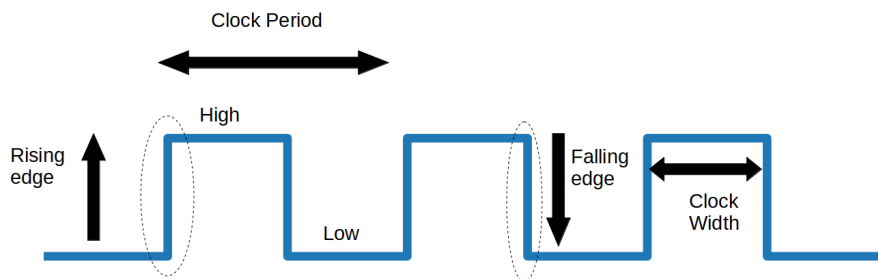 Clock Period
High
Rising
edge
Low
Falling
edge
Clock
Width